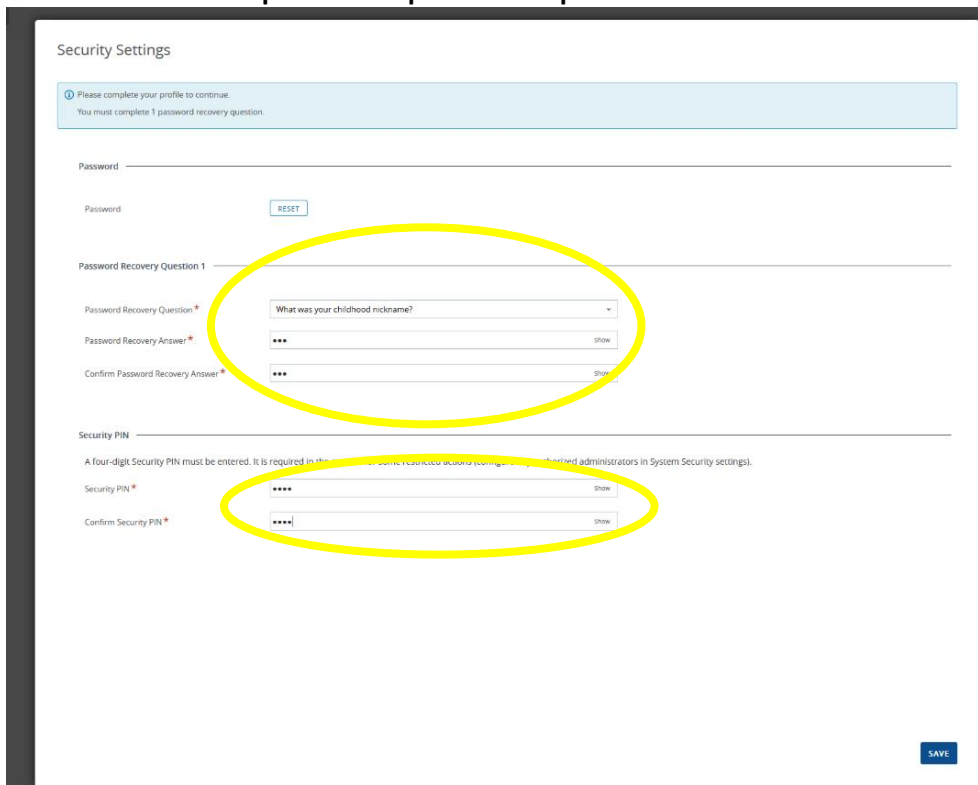 Security Settings
Please complete your profile to continue.
You must complete 1 password recovery question.
Password
Password RESET
Password Recovery Question 1
Password Recovery Question * What was your childhood nickname?
Password Recovery Answer * ••• Show
Confirm Password Recovery Answer * ••• Show
Security PIN
A four-digit Security PIN must be entered. It is required in the some restricted actions administrators in System Security settings).
Security PIN * •••• Show
Confirm Security PIN * •••• Show
SAVE